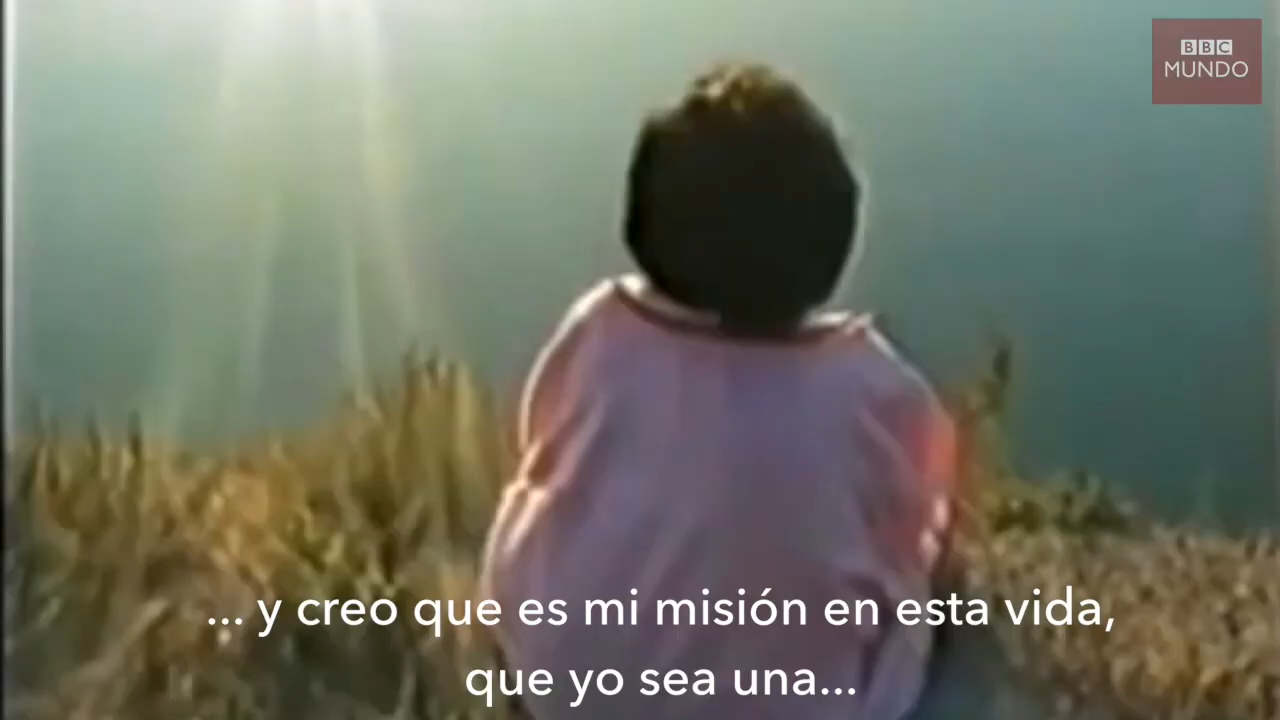 BBC
MUNDO
... y creo que es mi misión en esta vida,
que yo sea una...